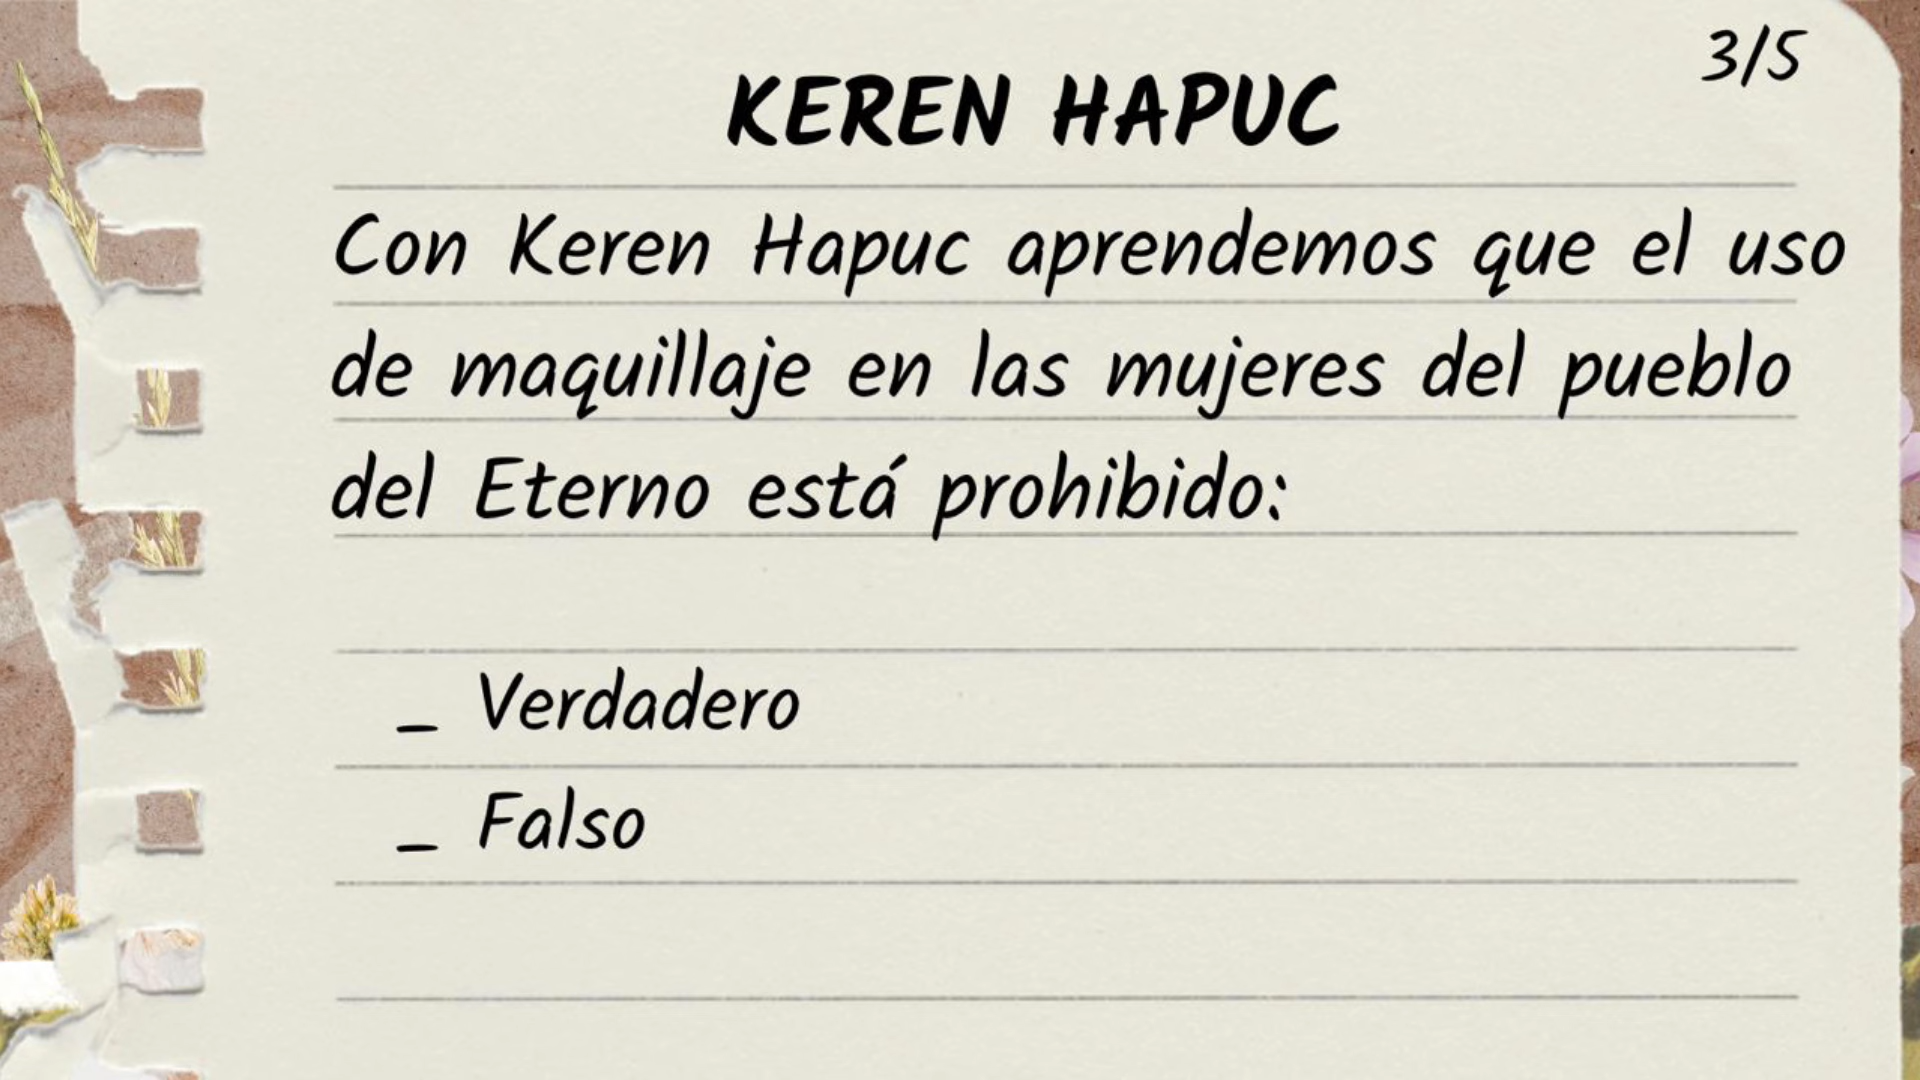 3/5
KEREN HAPUC
Con Keren Hapuc aprendemos que el uso
de maquillaje en las mujeres del pueblo
del Eterno está prohibido:
_ Verdadero
_ Falso